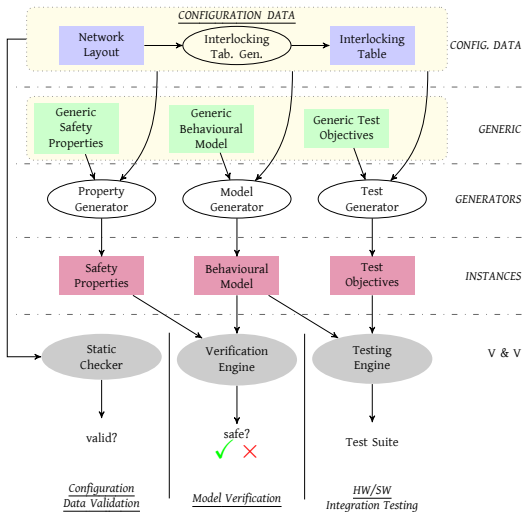 CONFIGURATION DATA
Network
Layout
Interlocking
Tab. Gen.
Interlocking
Table
CONFIG. DATA
Generic
Safety
Properties
Generic
Behavioural
Model
Generic Test
Objectives
GENERIC
Property
Generator
Model
Generator
Test
Generator
GENERATORS
Safety
Properties
Behavioural
Model
Test
Objectives
INSTANCES
Static
Checker
Verification
Engine
Testing
Engine
V & V
valid?
safe?
Test Suite
Configuration
Data Validation
Model Verification
HW/SW
Integration Testing